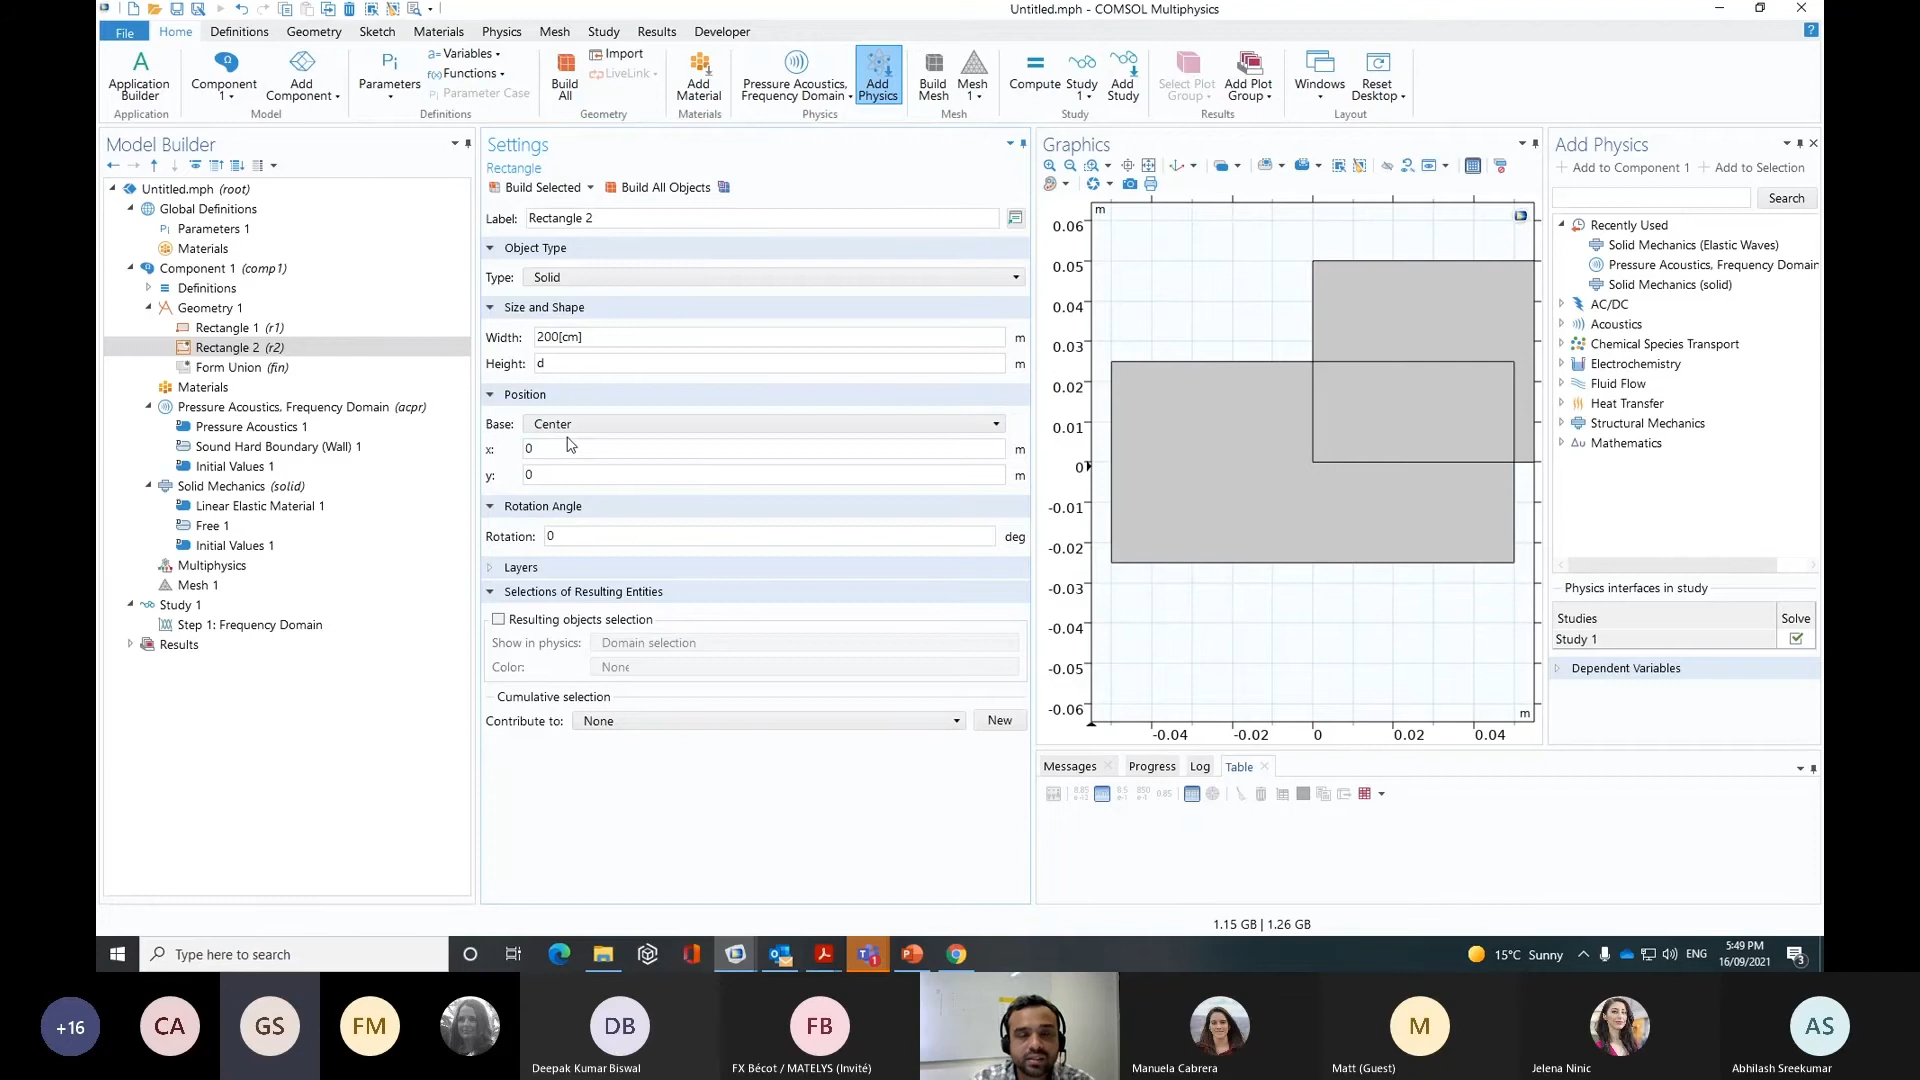 Untitled.mph - COMSOL Multiphysics
File Home Definitions Geometry Sketch Materials Physics Mesh Study Results Developer
Application Builder
Component 1
Add Component
Parameters
a= Variables
f(x) Functions
Pi Parameter Case
Build All
Import
LiveLink
Add Material
Pressure Acoustics, Frequency Domain
Add Physics
Build Mesh
Mesh 1
Compute
Study 1
Add Study
Select Plot Group
Add Plot Group
Windows
Reset Desktop
Application Model Definitions Geometry Materials Physics Mesh Study Results Layout
Model Builder
Untitled.mph (root)
Global Definitions
Pi Parameters 1
Materials
Component 1 (comp1)
Definitions
Geometry 1
Rectangle 1 (r1)
Rectangle 2 (r2)
Form Union (fin)
Materials
Pressure Acoustics, Frequency Domain (acpr)
Pressure Acoustics 1
Sound Hard Boundary (Wall) 1
Initial Values 1
Solid Mechanics (solid)
Linear Elastic Material 1
Free 1
Initial Values 1
Multiphysics
Mesh 1
Study 1
Step 1: Frequency Domain
Results
Settings
Rectangle
Build Selected Build All Objects
Label: Rectangle 2
Object Type
Type: Solid
Size and Shape
Width: 200[cm] m
Height: d m
Position
Base: Center
x: 0 m
y: 0 m
Rotation Angle
Rotation: 0 deg
Layers
Selections of Resulting Entities
Resulting objects selection
Show in physics: Domain selection
Color: None
Cumulative selection
Contribute to: None New
Graphics
m
0.06
0.05
0.04
0.03
0.02
0.01
0
-0.01
-0.02
-0.03
-0.04
-0.05
-0.06
m
-0.04 -0.02 0 0.02 0.04
Messages Progress Log Table
Add Physics
+ Add to Component 1 + Add to Selection
Search
Recently Used
Solid Mechanics (Elastic Waves)
Pressure Acoustics, Frequency Domain
Solid Mechanics (solid)
AC/DC
Acoustics
Chemical Species Transport
Electrochemistry
Fluid Flow
Heat Transfer
Structural Mechanics
Δu Mathematics
Physics interfaces in study
Studies Solve
Study 1
Dependent Variables
1.15 GB | 1.26 GB
Type here to search
15°C Sunny
ENG
5:49 PM
16/09/2021
3
+16
CA
GS
FM
DB
Deepak Kumar Biswal
FB
FX Bécot / MATELYS (Invité)
Manuela Cabrera
M
Matt (Guest)
Jelena Ninic
AS
Abhilash Sreekumar